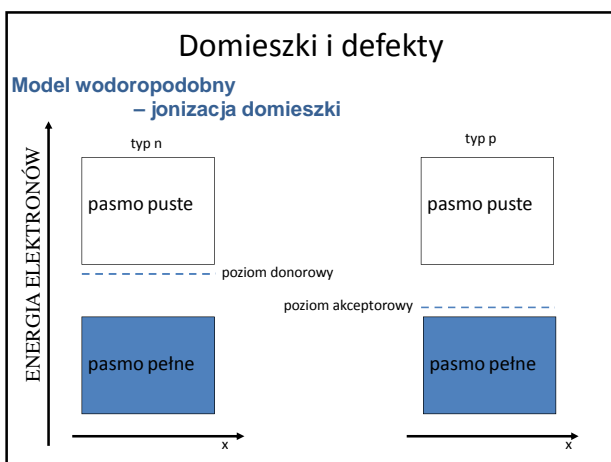 Domieszki i defekty
Model wodoropodobny
– jonizacja domieszki
ENERGIA ELEKTRONÓW
typ n
typ p
pasmo puste
pasmo puste
poziom donorowy
poziom akceptorowy
pasmo pełne
pasmo pełne
x
x